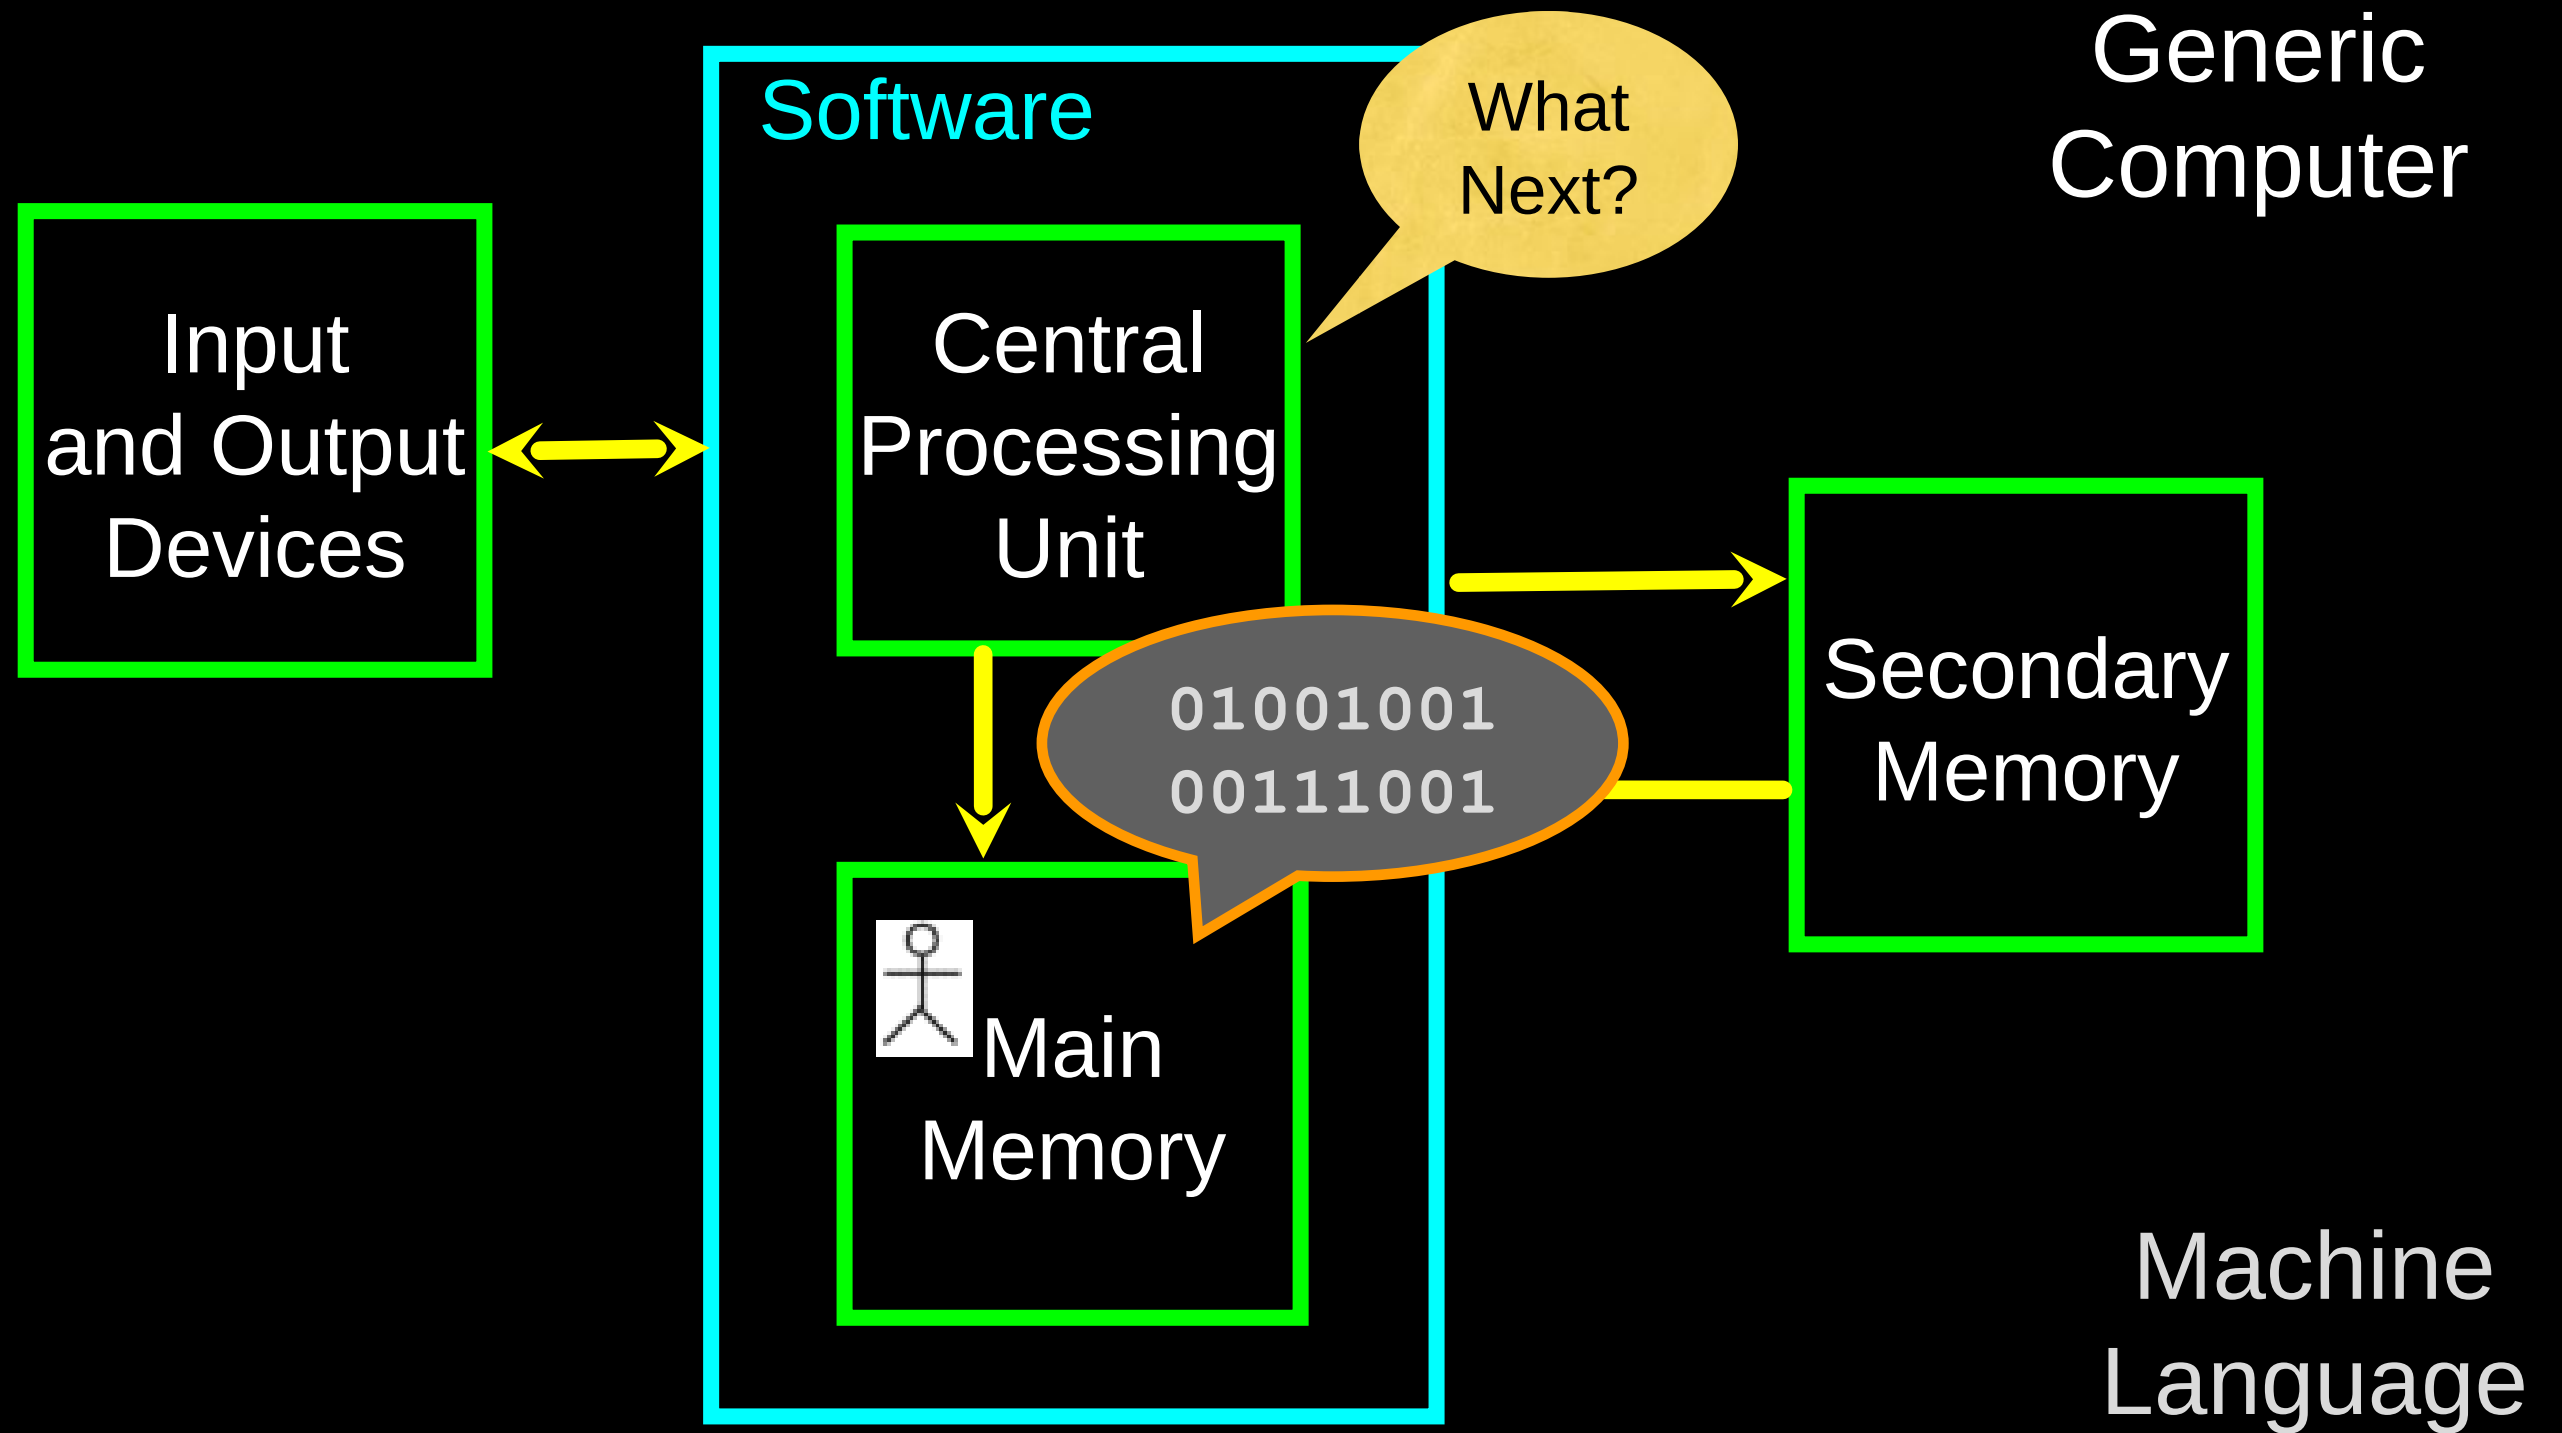 Generic
Computer
Software
What
Next?
Input
and Output
Devices
Central
Processing
Unit
01001001
00111001
Secondary
Memory
Main
Memory
Machine
Language